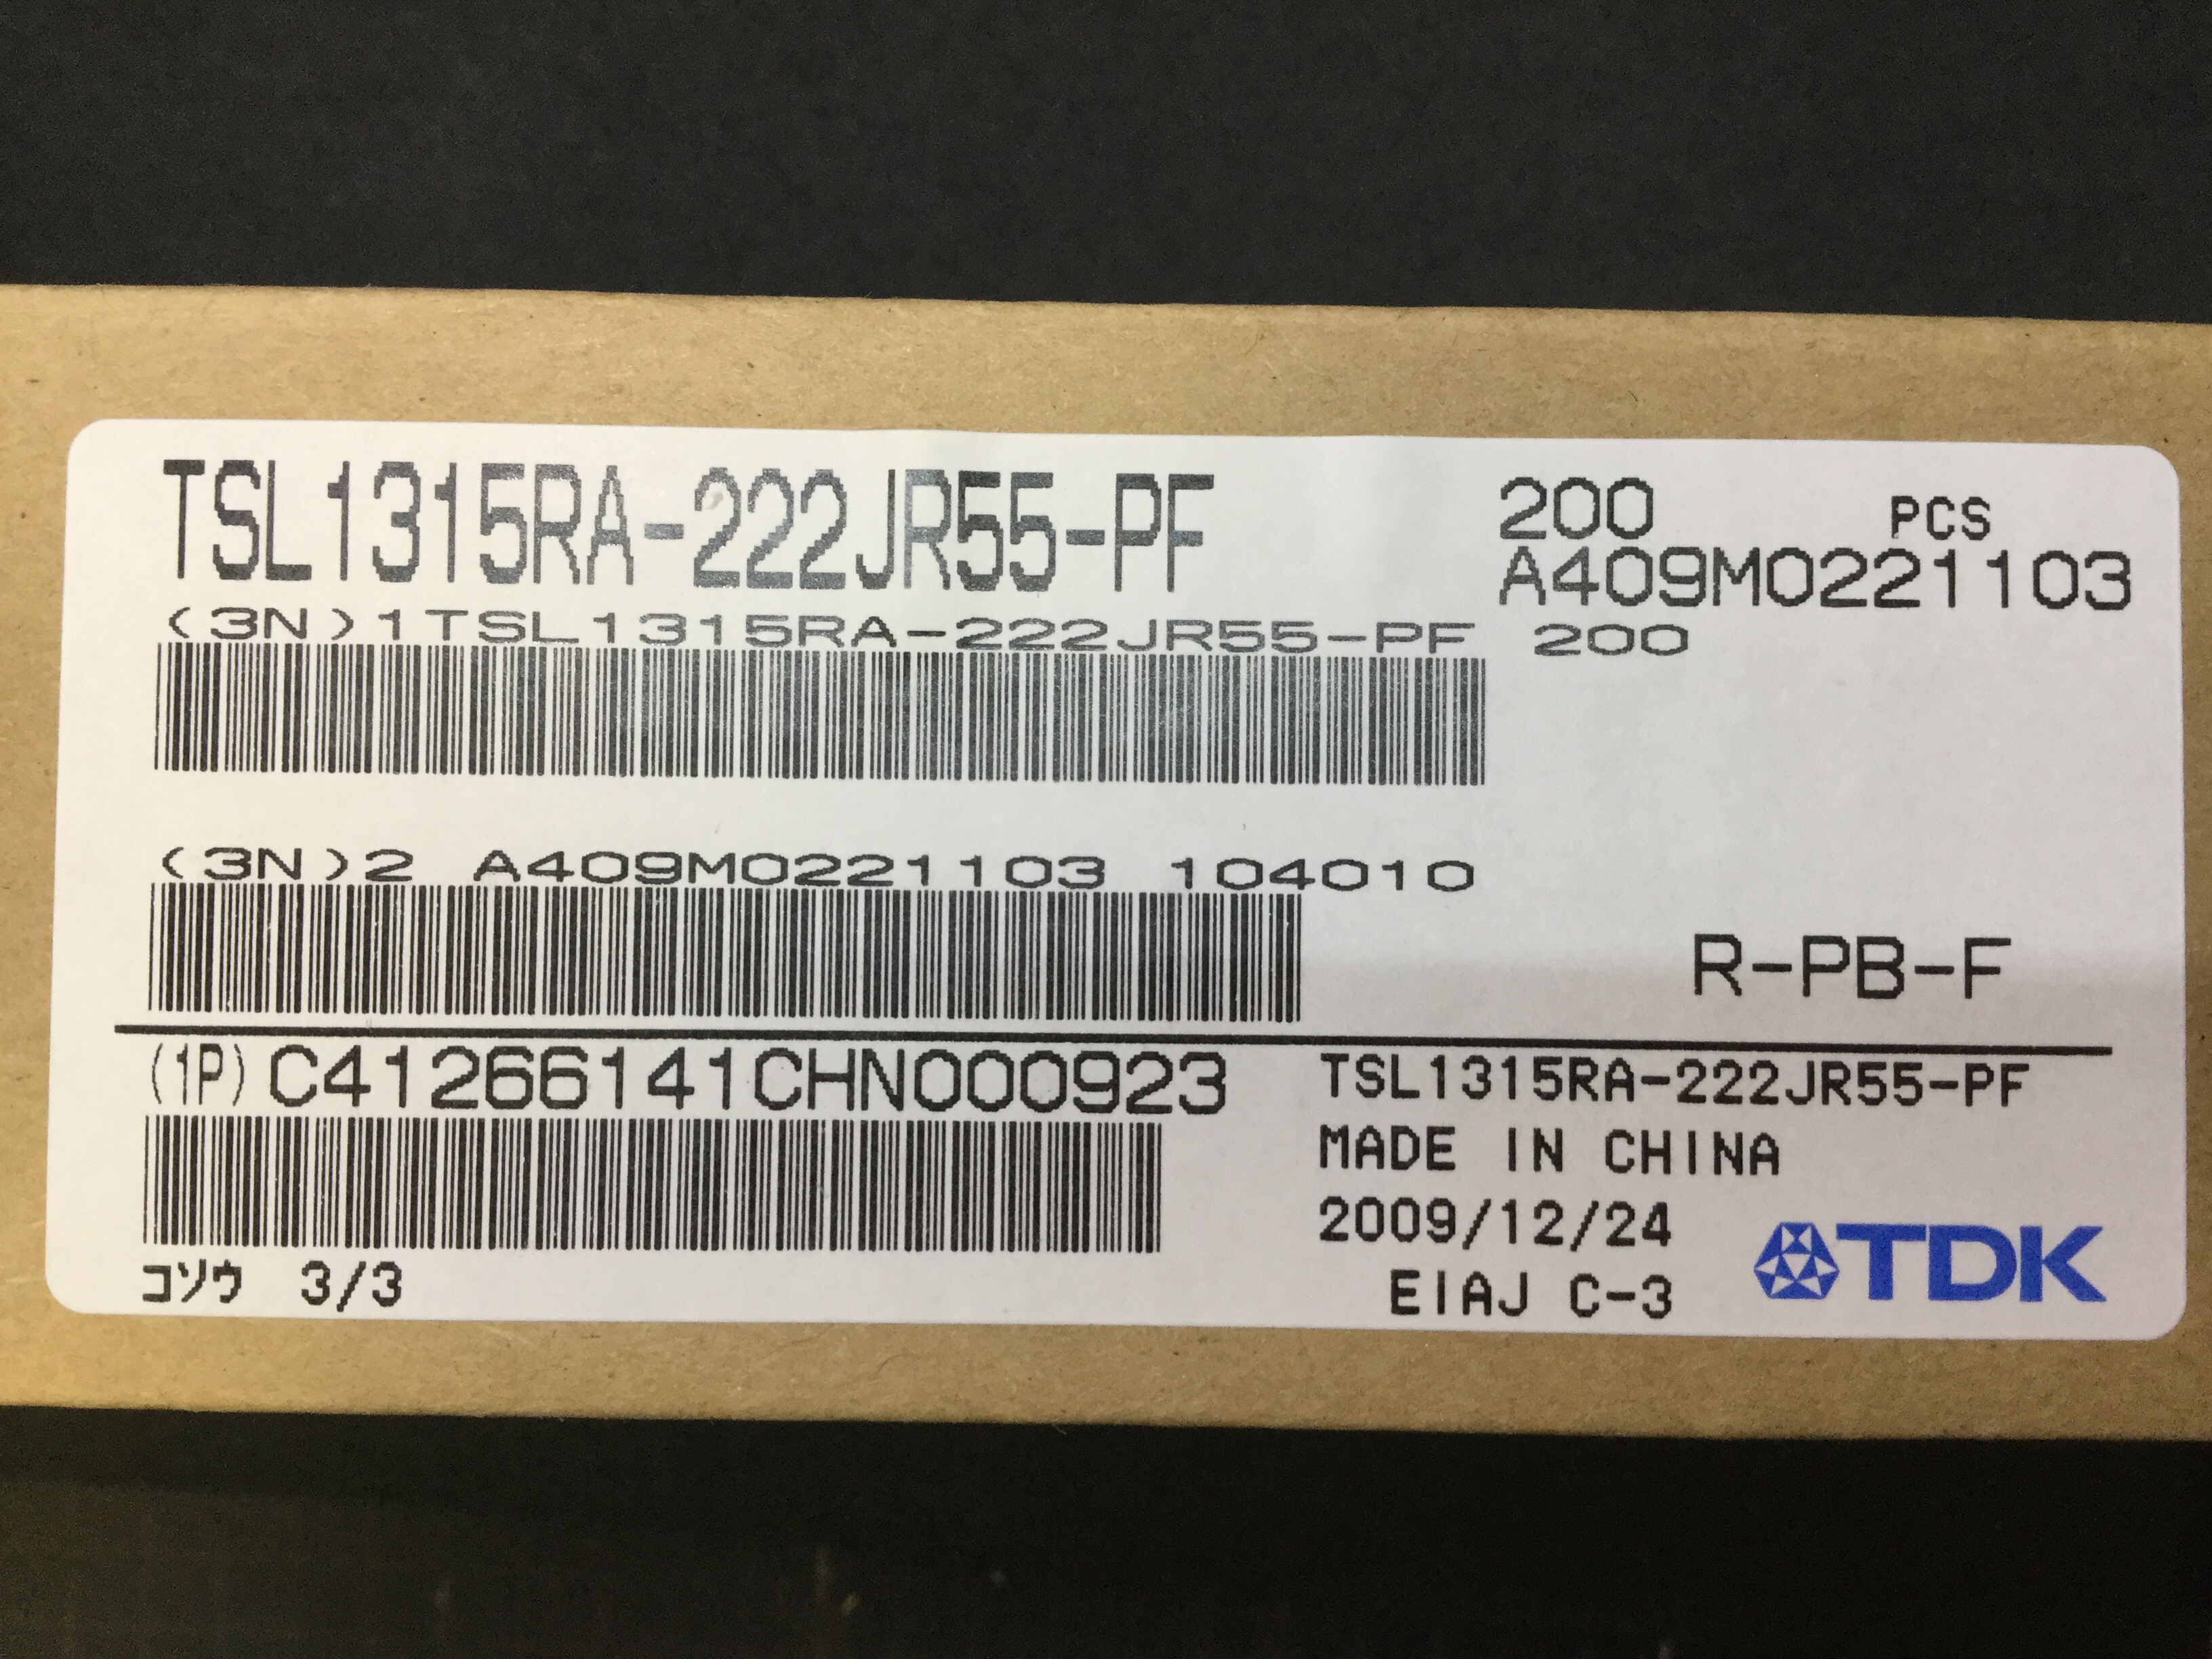 TSL1315RA-222JR55-PF
200 PCS
A409M0221103
(3N)1TSL1315RA-222JR55-PF 200
(3N)2 A409M0221103 104010
R-PB-F
(1P)C41266141CHN000923
TSL1315RA-222JR55-PF
MADE IN CHINA
2009/12/24
EIAJ C-3
TDK
コソウ 3/3